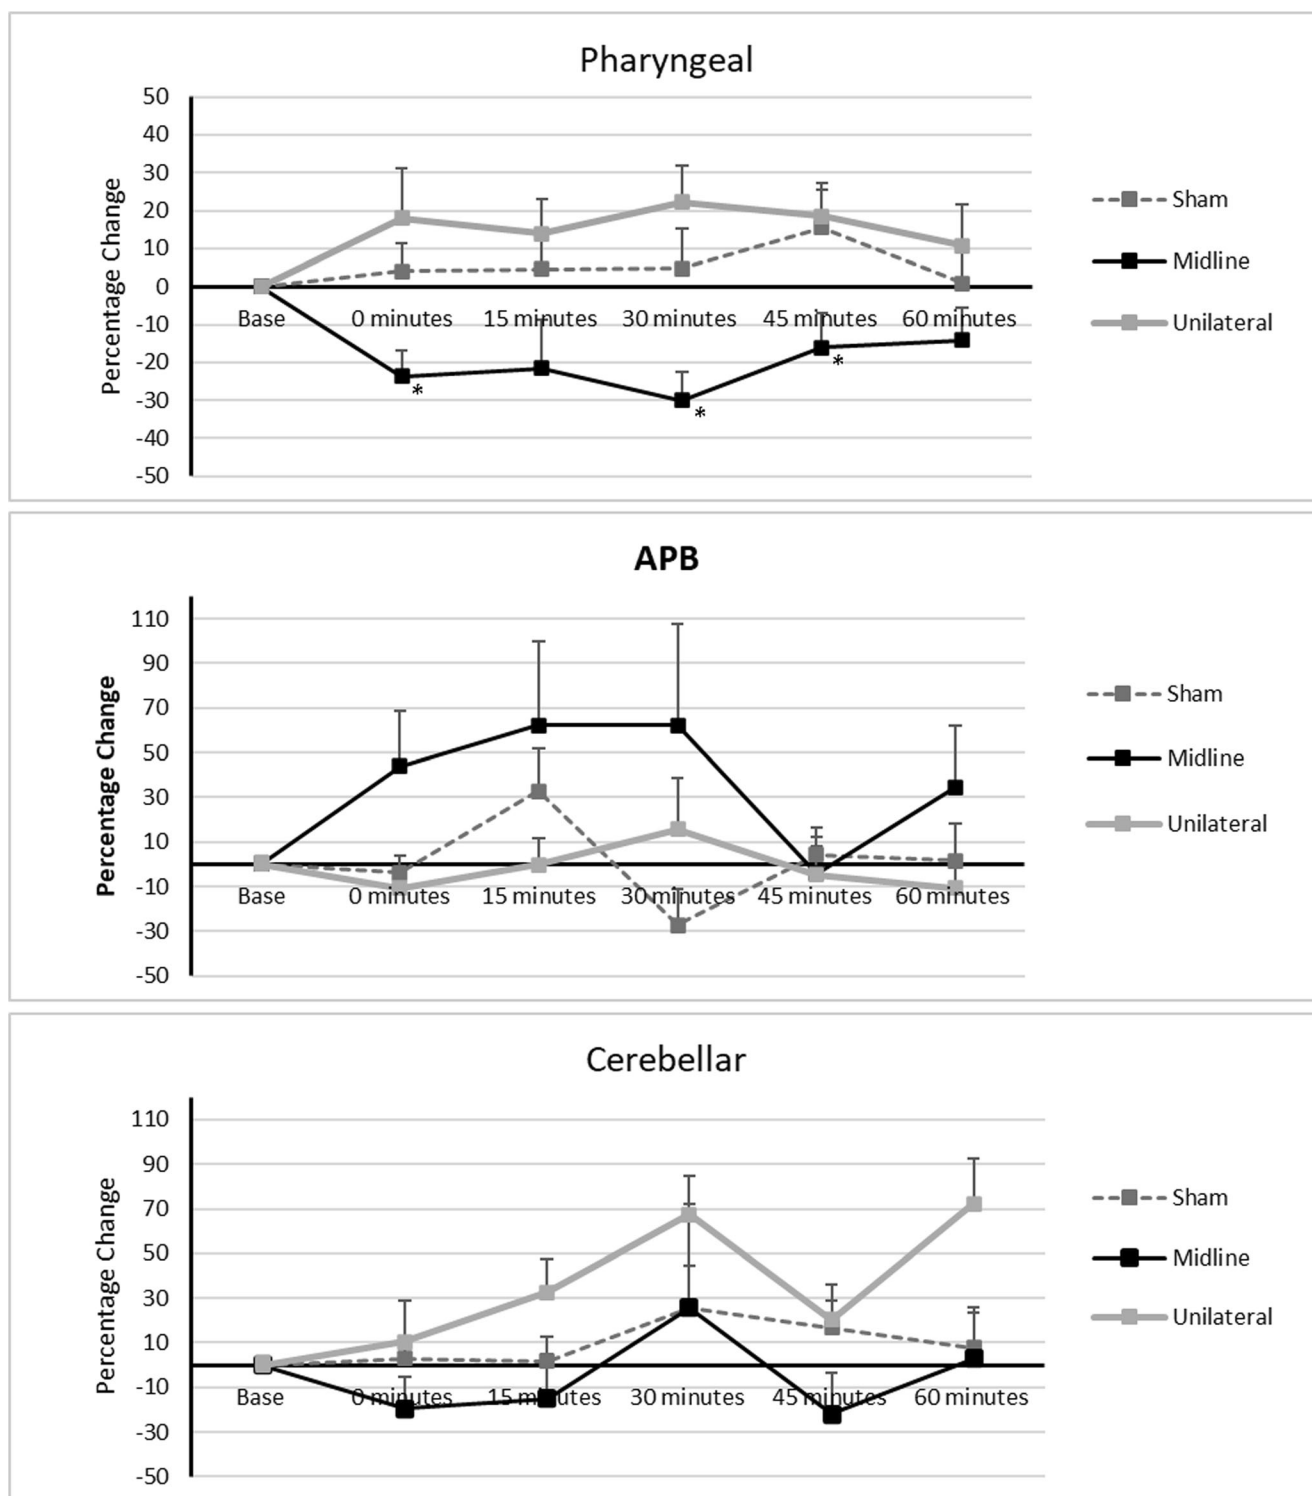 Pharyngeal
50
40
30
20
10
0
-10
-20
-30
-40
-50
Percentage Change
Base 0 minutes 15 minutes 30 minutes 45 minutes 60 minutes
*
*
*
Sham
Midline
Unilateral
APB
110
90
70
50
30
10
-10
-30
-50
Percentage Change
Base 0 minutes 15 minutes 30 minutes 45 minutes 60 minutes
Sham
Midline
Unilateral
Cerebellar
110
90
70
50
30
10
-10
-30
-50
Percentage Change
Base 0 minutes 15 minutes 30 minutes 45 minutes 60 minutes
Sham
Midline
Unilateral